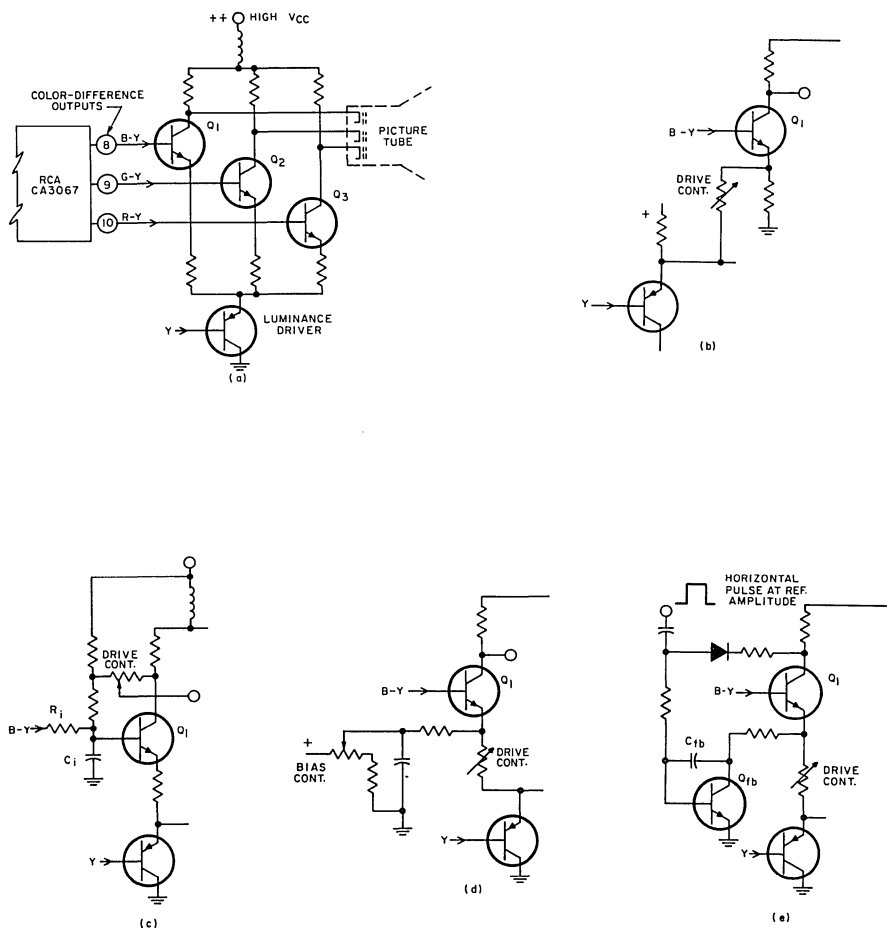 ++ HIGH VCC
COLOR-DIFFERENCE
OUTPUTS
RCA
CA3067
8 B-Y
9 G-Y
10 R-Y
Q1
Q2
Q3
PICTURE
TUBE
Y
LUMINANCE
DRIVER
(a)
B-Y
Q1
DRIVE
CONT.
+
Y
(b)
DRIVE
CONT.
B-Y
Ri
Ci
Q1
Y
(c)
B-Y
Q1
+
BIAS
CONT.
DRIVE
CONT.
Y
(d)
HORIZONTAL
PULSE AT REF.
AMPLITUDE
B-Y
Q1
Cfb
Qfb
DRIVE
CONT.
Y
(e)